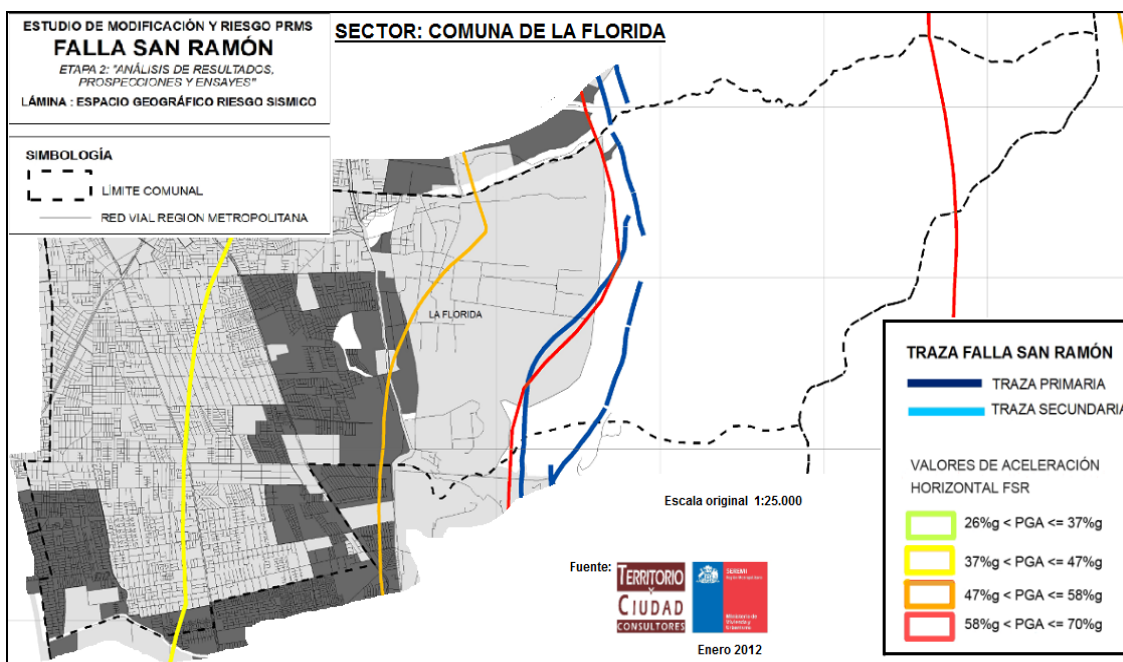 ESTUDIO DE MODIFICACIÓN Y RIESGO PRMS
FALLA SAN RAMÓN
ETAPA 2: "ANÁLISIS DE RESULTADOS,
PROSPECCIONES Y ENSAYES"
LÁMINA : ESPACIO GEOGRÁFICO RIESGO SISMICO
SIMBOLOGÍA
LÍMITE COMUNAL
RED VIAL REGION METROPOLITANA
SECTOR: COMUNA DE LA FLORIDA
LA FLORIDA
TRAZA FALLA SAN RAMÓN
TRAZA PRIMARIA
TRAZA SECUNDARIA
VALORES DE ACELERACIÓN
HORIZONTAL FSR
26%g < PGA <= 37%g
37%g < PGA <= 47%g
47%g < PGA <= 58%g
58%g < PGA <= 70%g
Escala original 1:25.000
Fuente:
TERRITORIO
Y
CIUDAD
CONSULTORES
SEREMI
Ministerio de
Vivienda y
Urbanismo
Enero 2012